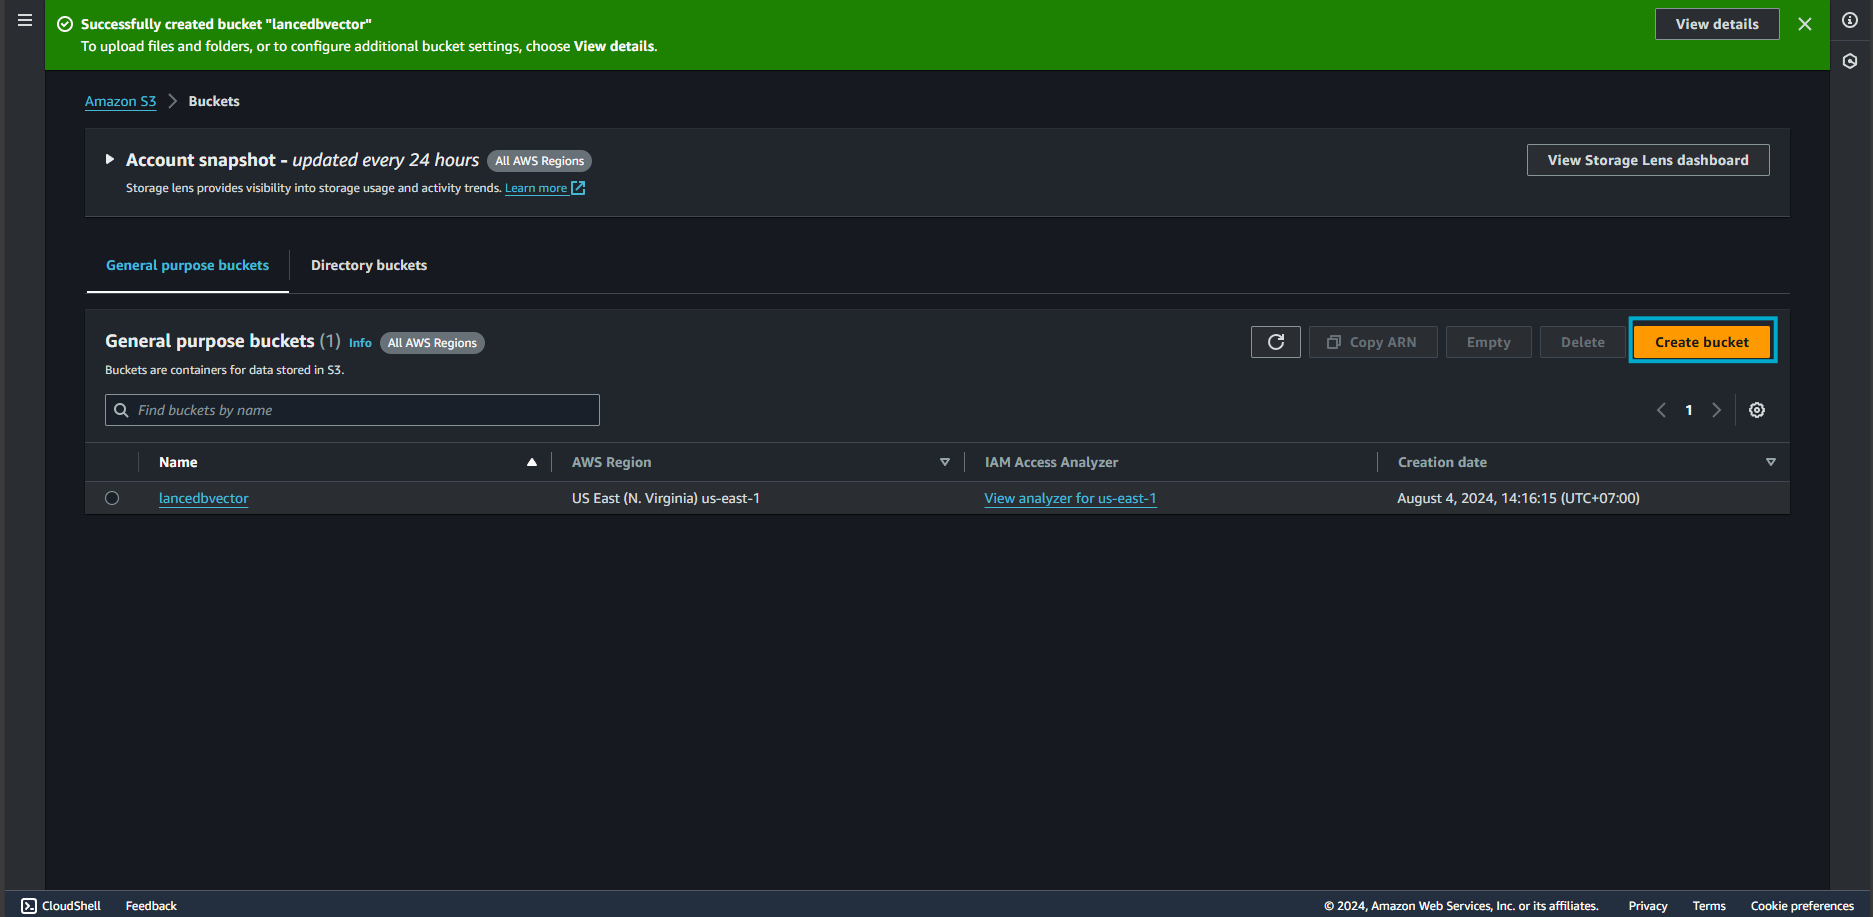 Successfully created bucket "lancedbvector"
To upload files and folders, or to configure additional bucket settings, choose View details.
View details
Amazon S3 > Buckets
Account snapshot - updated every 24 hours All AWS Regions
Storage lens provides visibility into storage usage and activity trends. Learn more
View Storage Lens dashboard
General purpose buckets Directory buckets
General purpose buckets (1) Info All AWS Regions
Buckets are containers for data stored in S3.
Copy ARN Empty Delete Create bucket
Find buckets by name
1
Name AWS Region IAM Access Analyzer Creation date
lancedbvector US East (N. Virginia) us-east-1 View analyzer for us-east-1 August 4, 2024, 14:16:15 (UTC+07:00)
CloudShell Feedback © 2024, Amazon Web Services, Inc. or its affiliates. Privacy Terms Cookie preferences